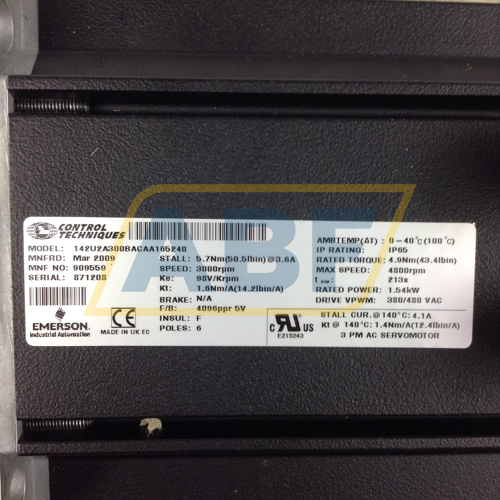 CONTROL
TECHNIQUES
MODEL: 142U2A300BACAA165240
MNFRD: Mar 2009
MNF NO: 909559
SERIAL: 871208
STALL: 5.7Nm(50.5lbin)@3.6A
SPEED: 3000rpm
Ke: 98V/Krpm
Kt: 1.6Nm/A(14.2lbin/A)
BRAKE: N/A
F/B: 4096ppr 5V
INSUL: F
POLES: 6
AMBTEMP(ΔT): 0-40°C(100°C)
IP RATING: IP65
RATED TORQUE: 4.9Nm(43.4lbin)
MAX SPEED: 4800rpm
213s
RATED POWER: 1.54kW
DRIVE VPWM: 380/480 VAC
STALL CUR.@140°C:4.1A
Kt @ 140°C:1.4Nm/A(12.4lbin/A)
3 PM AC SERVOMOTOR
EMERSON
Industrial Automation
CE
MADE IN UK EC
c RU us
E215243
ABF